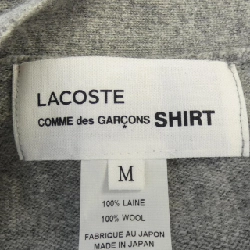 LACOSTE
COMME des GARÇONS SHIRT
M
100% LAINE
100% WOOL
FABRIQUE AU JAPON
MADE IN JAPAN